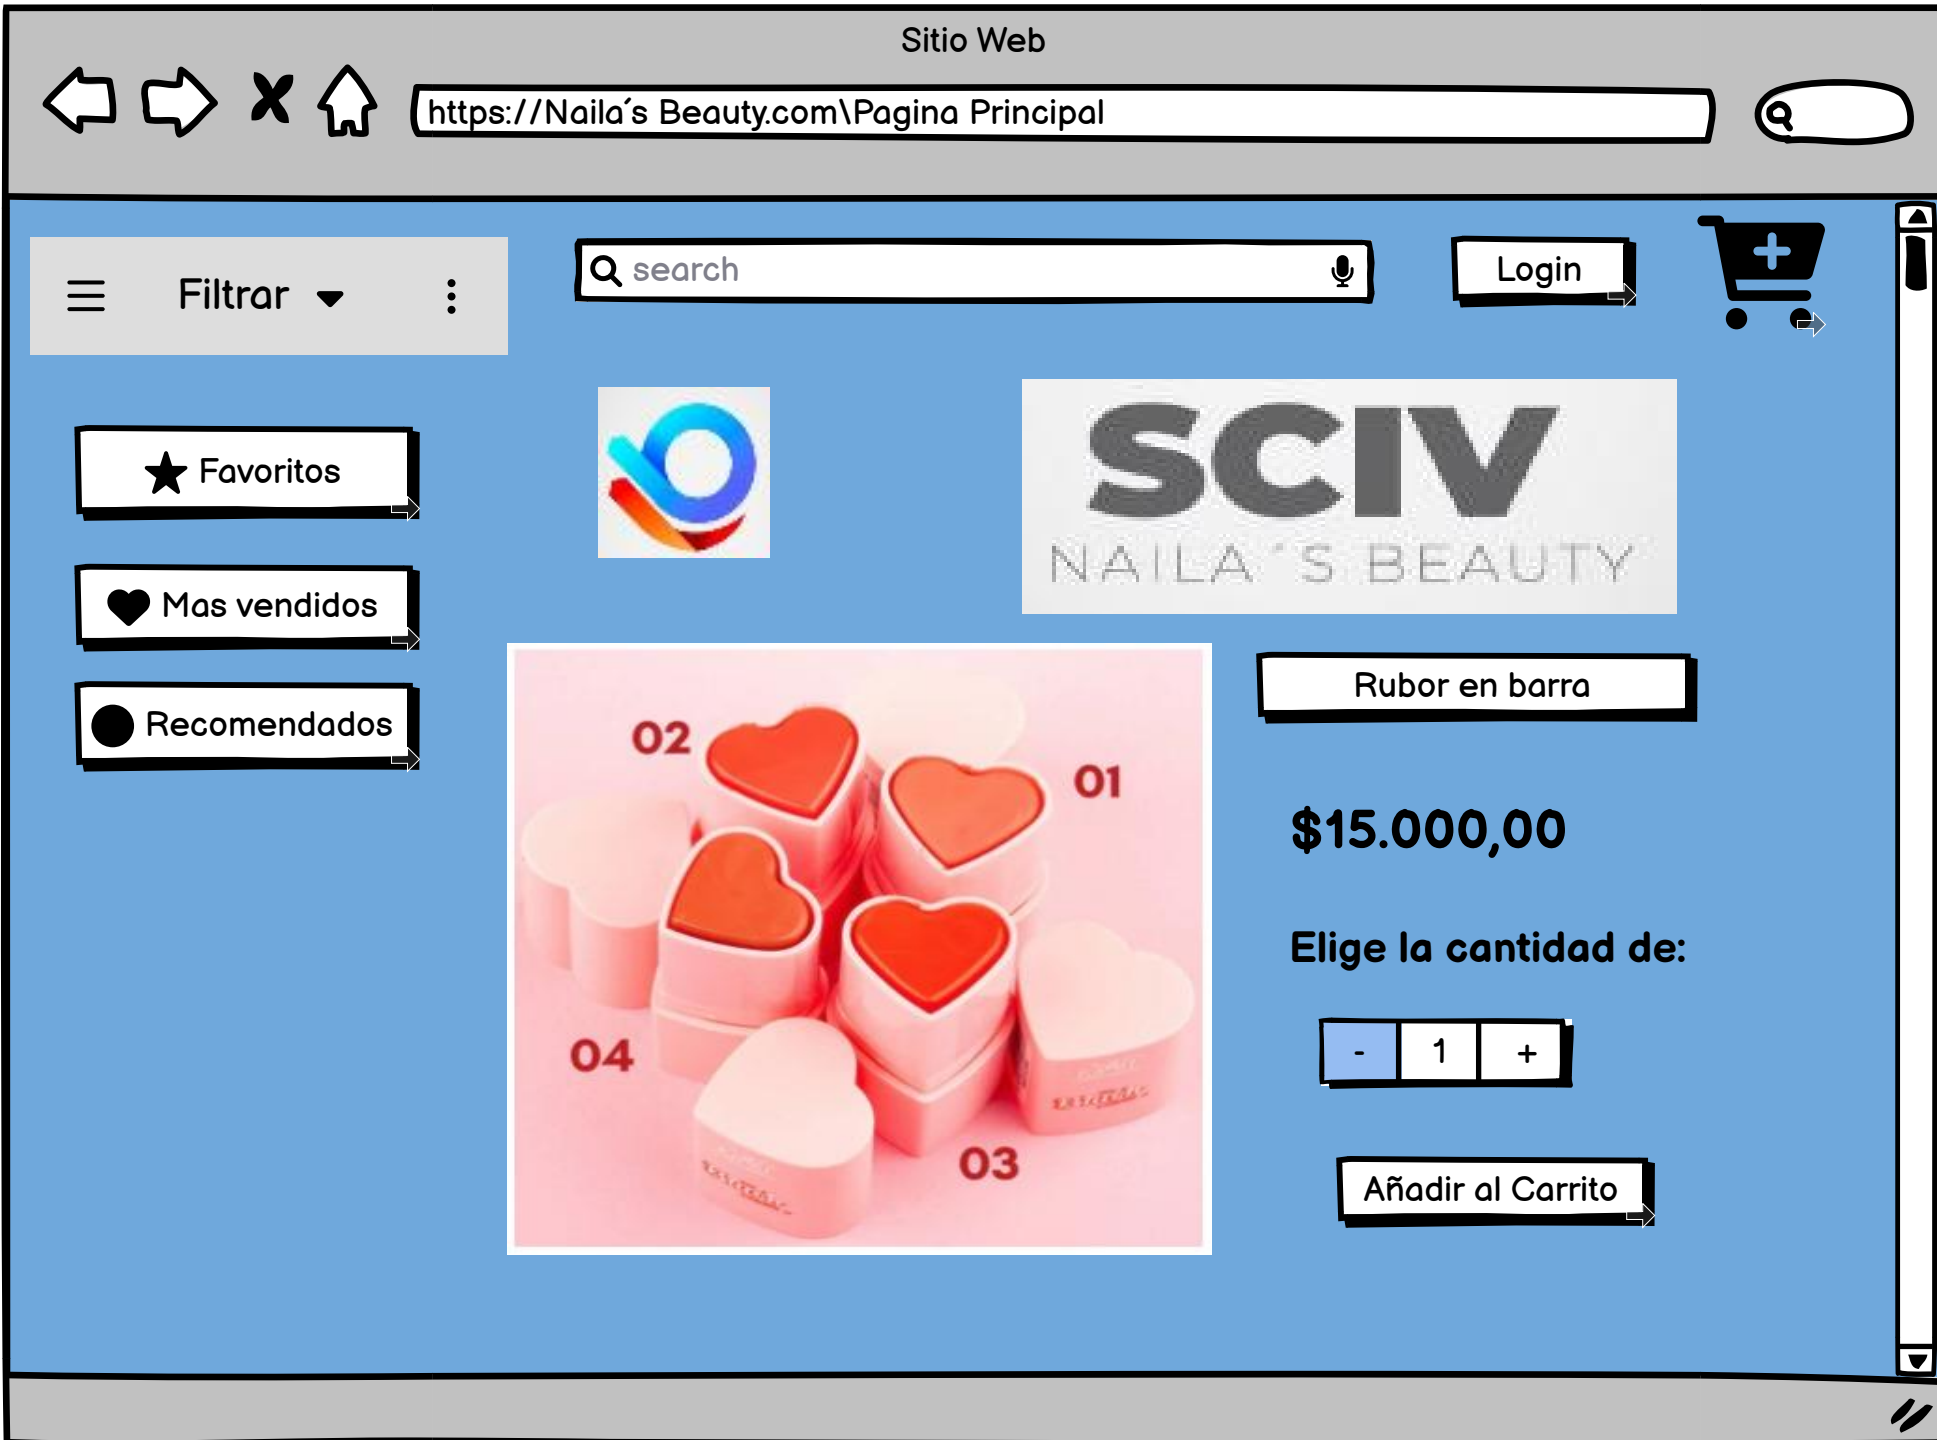 Sitio Web
https://Naila´s Beauty.com\Pagina Principal
Filtrar
search
Login
Favoritos
Mas vendidos
Recomendados
SCIV
NAILA´S BEAUTY
Rubor en barra
02
01
04
03
$15.000,00
Elige la cantidad de:
- 1 +
Añadir al Carrito